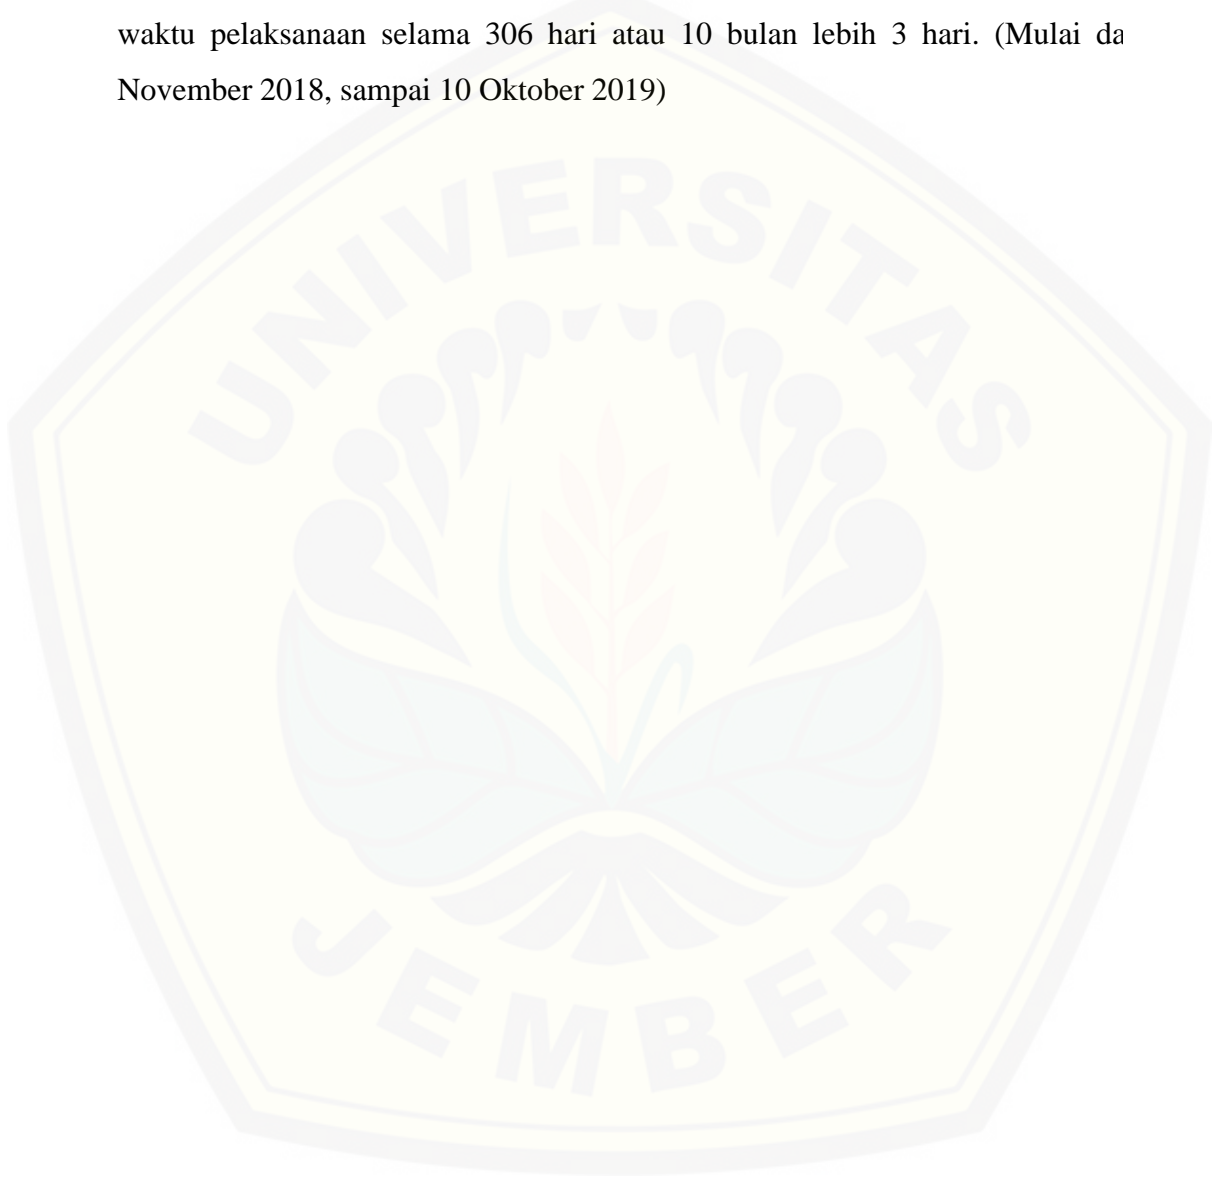 waktu pelaksanaan selama 306 hari atau 10 bulan lebih 3 hari. (Mulai
November 2018, sampai 10 Oktober 2019)
UNIVERSITAS
JEMBER